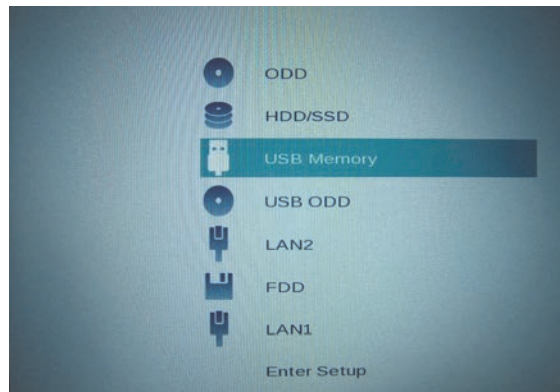 ODD
HDD/SSD
USB Memory
USB ODD
LAN2
FDD
LAN1
Enter Setup